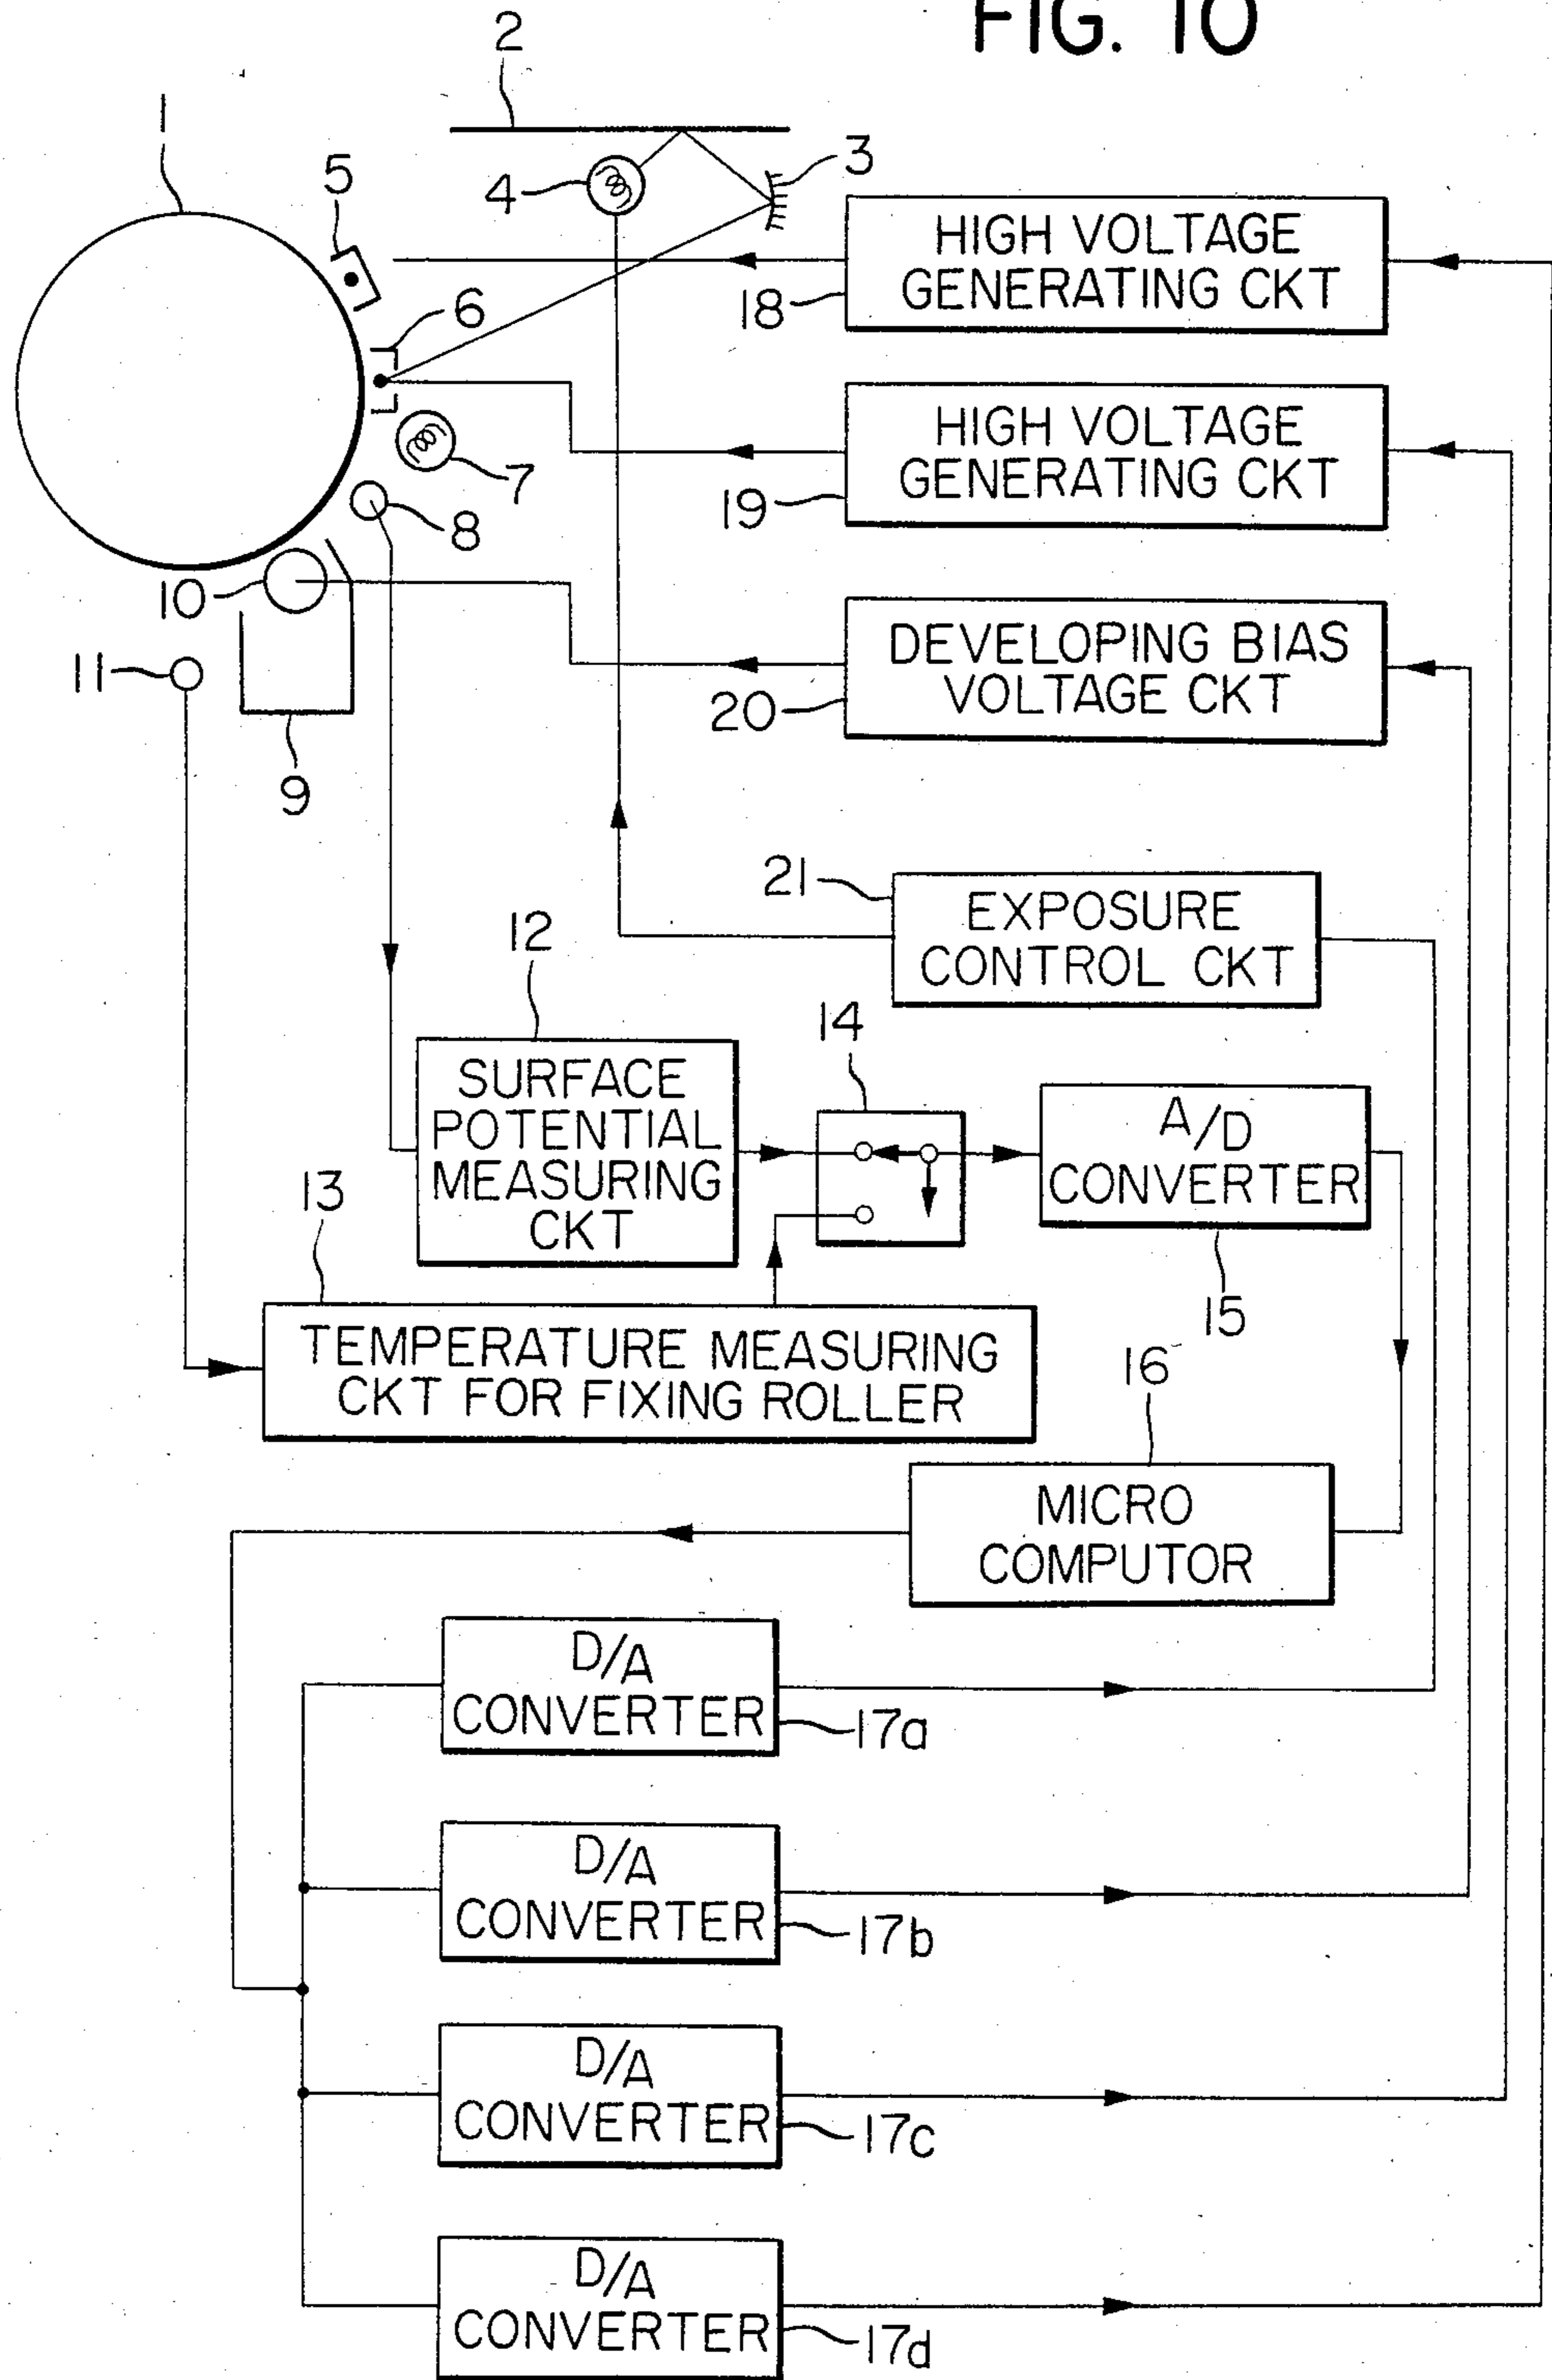 FIG. 10
2
1
5
3
4
HIGH VOLTAGE
GENERATING CKT
18
6
HIGH VOLTAGE
GENERATING CKT
19
7
8
10
DEVELOPING BIAS
VOLTAGE CKT
20
11
9
21
EXPOSURE
CONTROL CKT
12
14
SURFACE
POTENTIAL
MEASURING
CKT
A/D
CONVERTER
13
15
TEMPERATURE MEASURING
CKT FOR FIXING ROLLER
16
MICRO
COMPUTOR
D/A
CONVERTER
17a
D/A
CONVERTER
17b
D/A
CONVERTER
17c
D/A
CONVERTER
17d